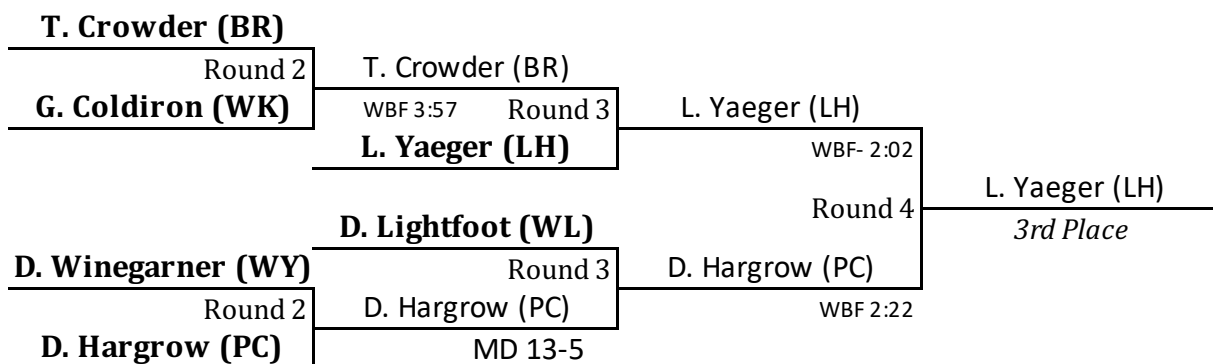 T. Crowder (BR)
Round 2
T. Crowder (BR)
G. Coldiron (WK)
WBF 3:57
Round 3
L. Yaeger (LH)
L. Yaeger (LH)
WBF- 2:02
L. Yaeger (LH)
Round 4
3rd Place
D. Lightfoot (WL)
D. Winegarner (WY)
Round 3
D. Hargrow (PC)
Round 2
D. Hargrow (PC)
WBF 2:22
D. Hargrow (PC)
MD 13-5